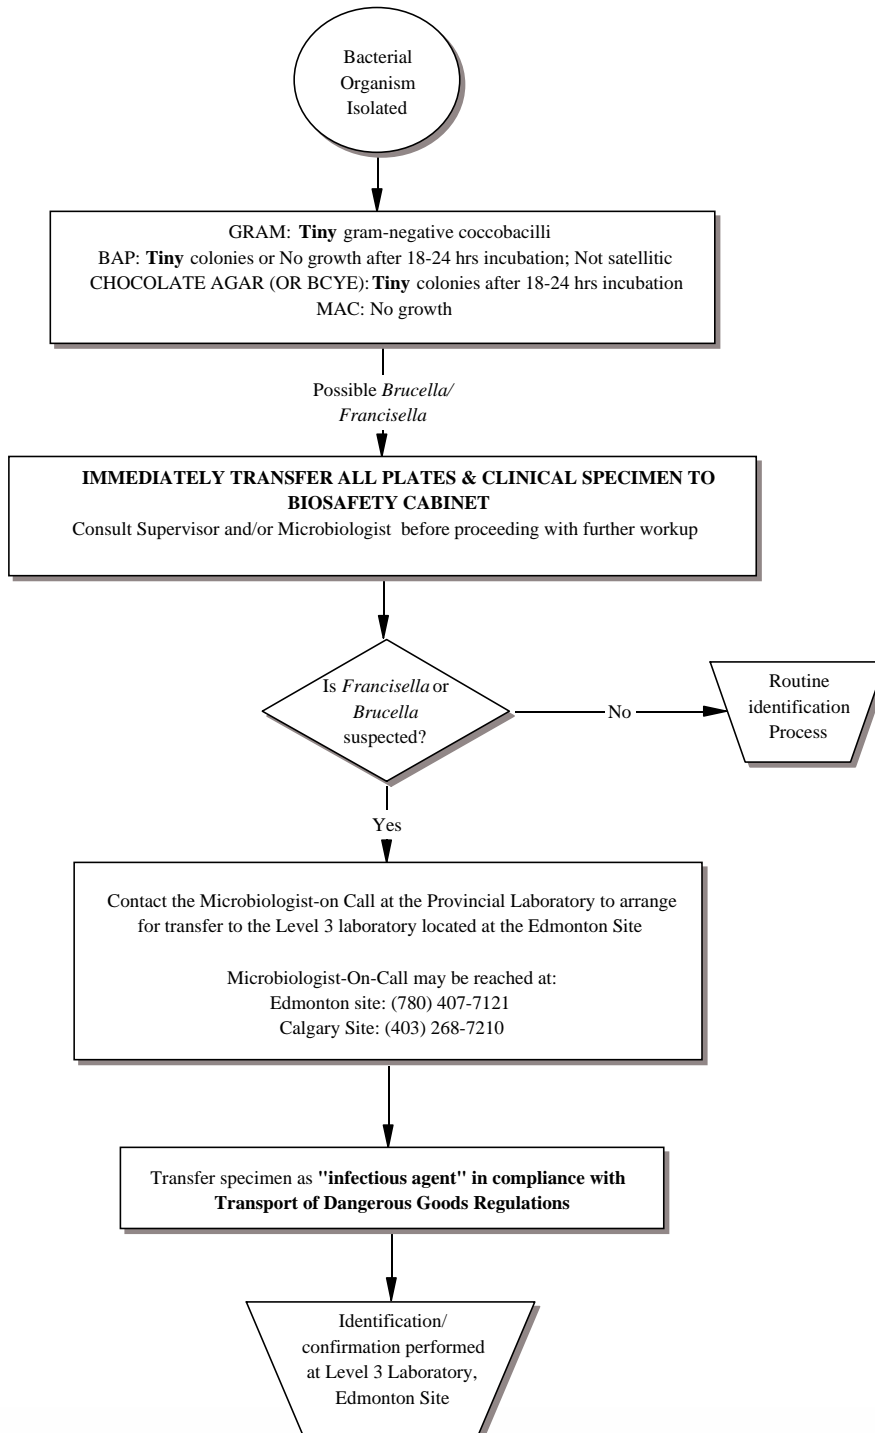 Bacterial
Organism
Isolated
GRAM: Tiny gram-negative coccobacilli
BAP: Tiny colonies or No growth after 18-24 hrs incubation; Not satellitic
CHOCOLATE AGAR (OR BCYE): Tiny colonies after 18-24 hrs incubation
MAC: No growth
Possible Brucella/
Francisella
IMMEDIATELY TRANSFER ALL PLATES & CLINICAL SPECIMEN TO
BIOSAFETY CABINET
Consult Supervisor and/or Microbiologist before proceeding with further workup
Is Francisella or
Brucella
suspected?
No
Routine
identification
Process
Yes
Contact the Microbiologist-on Call at the Provincial Laboratory to arrange
for transfer to the Level 3 laboratory located at the Edmonton Site
Microbiologist-On-Call may be reached at:
Edmonton site: (780) 407-7121
Calgary Site: (403) 268-7210
Transfer specimen as "infectious agent" in compliance with
Transport of Dangerous Goods Regulations
Identification/
confirmation performed
at Level 3 Laboratory,
Edmonton Site